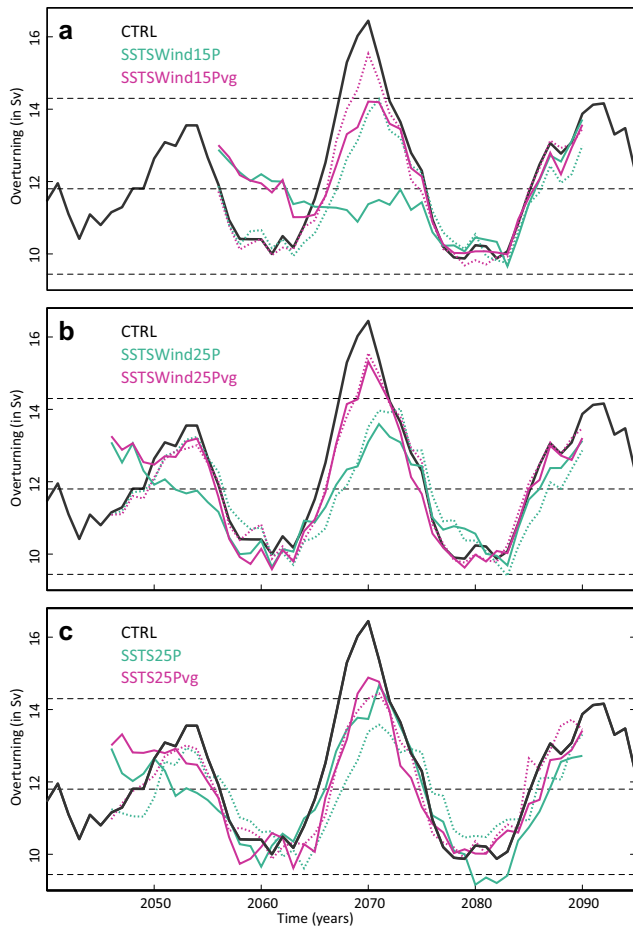 a
CTRL
SSTSWind15P
SSTSWind15Pvg
Overturning (in Sv)
16
14
12
10
b
CTRL
SSTSWind25P
SSTSWind25Pvg
Overturning (in Sv)
16
14
12
10
c
CTRL
SSTS25P
SSTS25Pvg
Overturning (in Sv)
16
14
12
10
2050 2060 2070 2080 2090
Time (years)